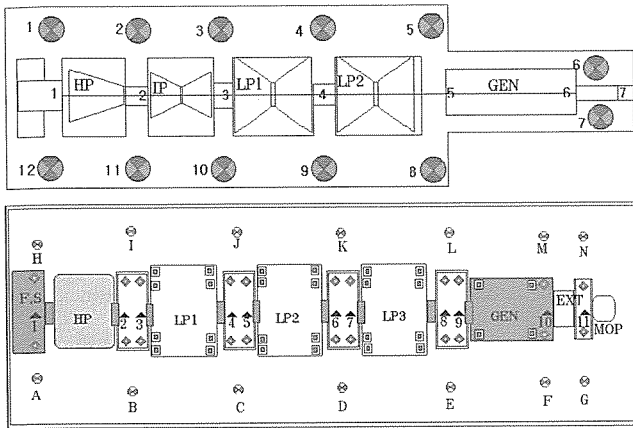 1 2 3 4 5
6
HP IP LP1 LP2 GEN
1 2 3 4 5 6 7
7
12 11 10 9 8
I J K L M N
H
F.S HP LP1 LP2 LP3 GEN EXT MOP
1 2 3 4 5 6 7 8 9 10 11
A B C D E F G